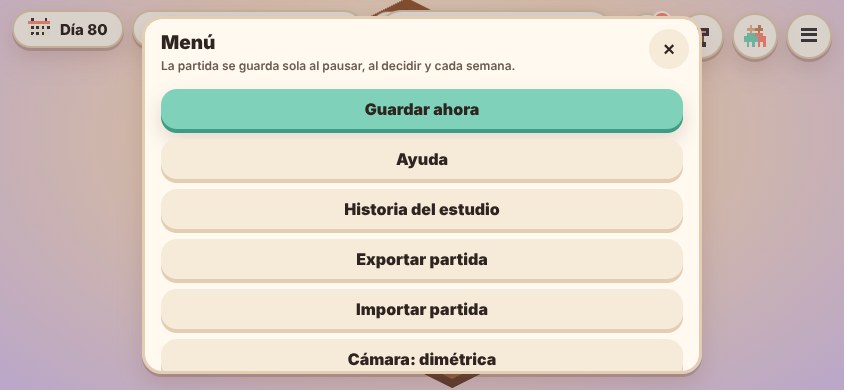 Día 80
Menú
La partida se guarda sola al pausar, al decidir y cada semana.
Guardar ahora
Ayuda
Historia del estudio
Exportar partida
Importar partida
Cámara: dimétrica